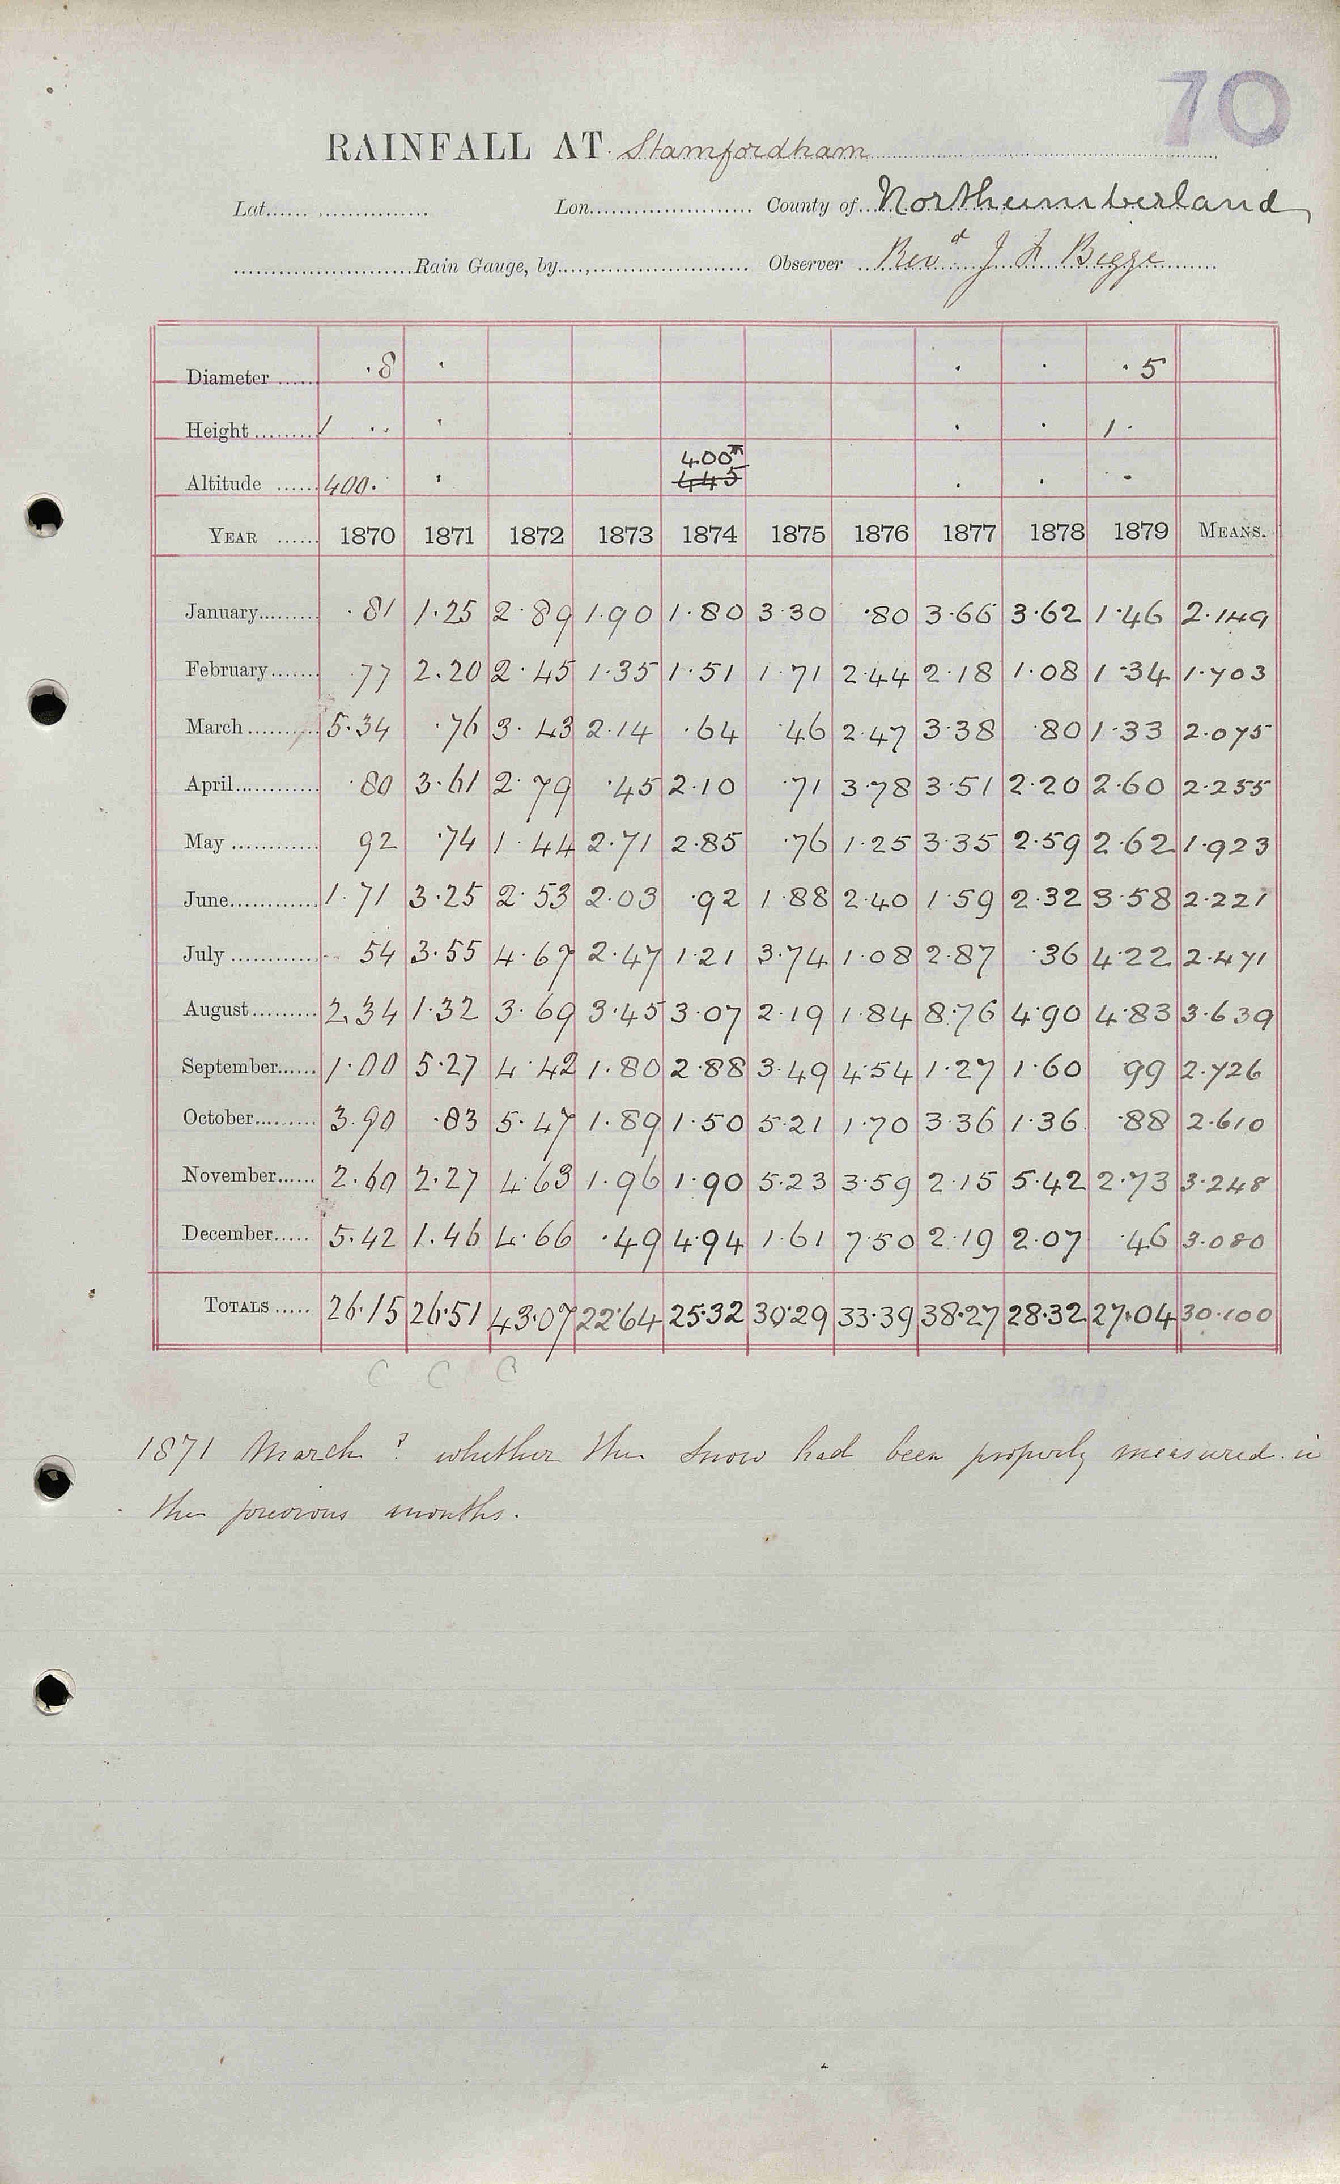 70
RAINFALL AT Stamfordham
Lat. Lon. County of Northumberland
Rain Gauge, by Observer Revd J F Bigge
Diameter ·8 · · · ·5
Height 1 ·· · · · 1·
Altitude 400· · 400T 445 · · ·
YEAR 1870 1871 1872 1873 1874 1875 1876 1877 1878 1879 MEANS.
January ·81 1·25 2·89 1·90 1·80 3·30 ·80 3·66 3·62 1·46 2·149
February ·77 2·20 2·45 1·35 1·51 1·71 2·44 2·18 1·08 1·34 1·703
March 5·34 ·76 3·43 2·14 ·64 ·46 2·47 3·38 ·80 1·33 2·075
April ·80 3·61 2·79 ·45 2·10 ·71 3·78 3·51 2·20 2·60 2·255
May 92 ·74 1·44 2·71 2·85 ·76 1·25 3·35 2·59 2·62 1·923
June 1·71 3·25 2·53 2·03 ·92 1·88 2·40 1·59 2·32 3·58 2·221
July 54 3·55 4·67 2·47 1·21 3·74 1·08 2·87 ·36 4·22 2·471
August 2·34 1·32 3·69 3·45 3·07 2·19 1·84 8·76 4·90 4·83 3·639
September 1·00 5·27 4·42 1·80 2·88 3·49 4·54 1·27 1·60 99 2·726
October 3·90 ·83 5·47 1·89 1·50 5·21 1·70 3·36 1·36 ·88 2·610
November 2·60 2·27 4·63 1·96 1·90 5·23 3·59 2·15 5·42 2·73 3·248
December 5·42 1·46 4·66 ·49 4·94 1·61 7·50 2·19 2·07 ·46 3·080
TOTALS 26·15 26·51 43·07 22·64 25·32 30·29 33·39 38·27 28·32 27·04 30·100
C C
1871 March ? whether the snow had been properly measured in
the previous months.